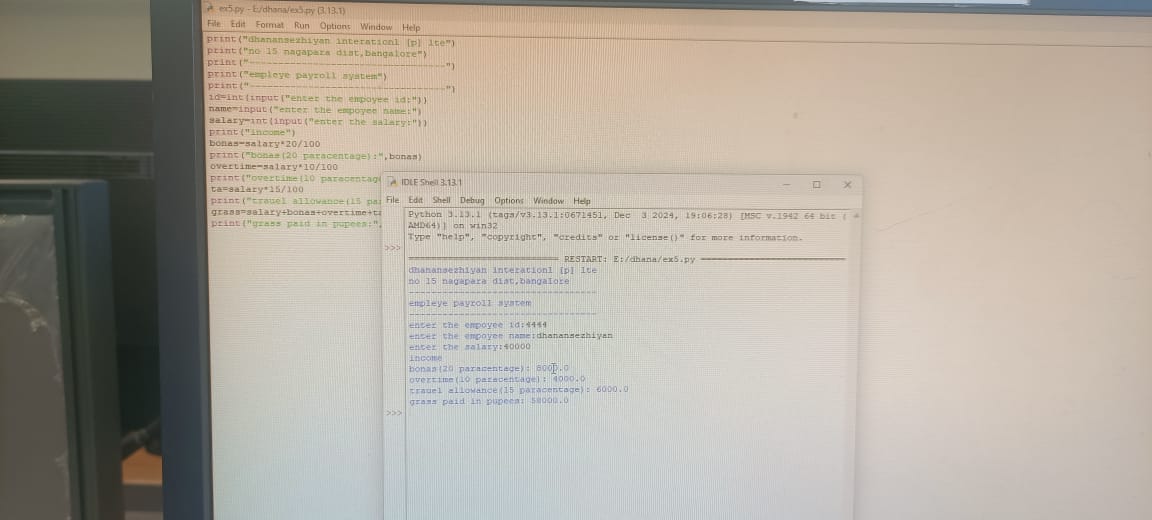 ex5.py - E:/dhana/ex5.py (3.13.1)
File Edit Format Run Options Window Help
print("dhanansezhiyan interationl [p] lte")
print("no 15 nagapara dist,bangalore")
print("-----------------------------------")
print("empleye payroll system")
print("-----------------------------------")
id=int(input("enter the empoyee id:"))
name=input("enter the empoyee name:")
salary=int(input("enter the salary:"))
print("income")
bonas=salary*20/100
print("bonas(20 paracentage):",bonas)
overtime=salary*10/100
print("overtime(10 paracentag
ta=salary*15/100
print("trauel allowance(15 pa
grass=salary+bonas+overtime+ta
print("grass paid in pupees:",
IDLE Shell 3.13.1
File Edit Shell Debug Options Window Help
Python 3.13.1 (tags/v3.13.1:0671451, Dec 3 2024, 19:06:28) [MSC v.1942 64 bit (
AMD64)] on win32
Type "help", "copyright", "credits" or "license()" for more information.
>>>
=========================== RESTART: E:/dhana/ex5.py ==========================
dhanansezhiyan interationl [p] lte
no 15 nagapara dist,bangalore
-----------------------------------
empleye payroll system
-----------------------------------
enter the empoyee id:4444
enter the empoyee name:dhanansezhiyan
enter the salary:40000
income
bonas(20 paracentage): 8000.0
overtime(10 paracentage): 4000.0
trauel allowance(15 paracentage): 6000.0
grass paid in pupees: 58000.0
>>>